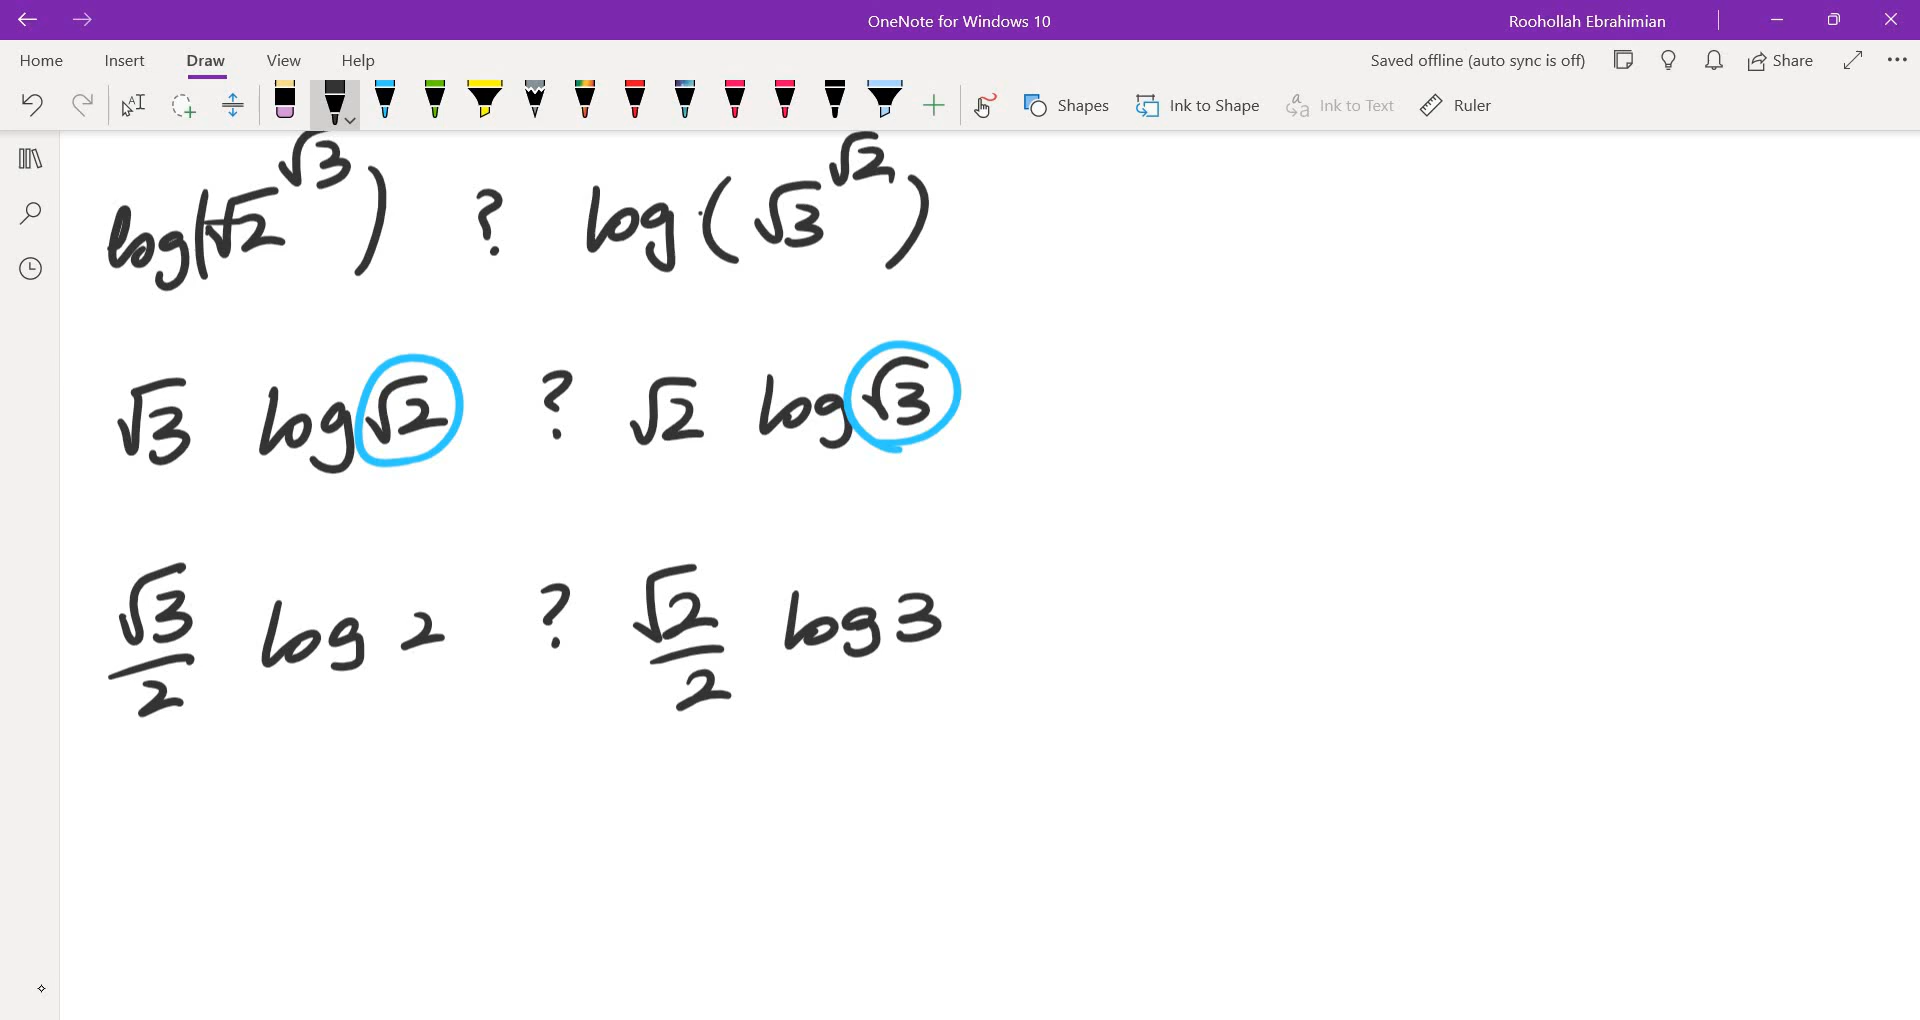 OneNote for Windows 10 Roohollah Ebrahimian
Home Insert Draw View Help Saved offline (auto sync is off) Share
Shapes Ink to Shape Ink to Text Ruler
log(√2^√3) ? log(√3^√2)
√3 log√2 ? √2 log√3
√3/2 log 2 ? √2/2 log 3